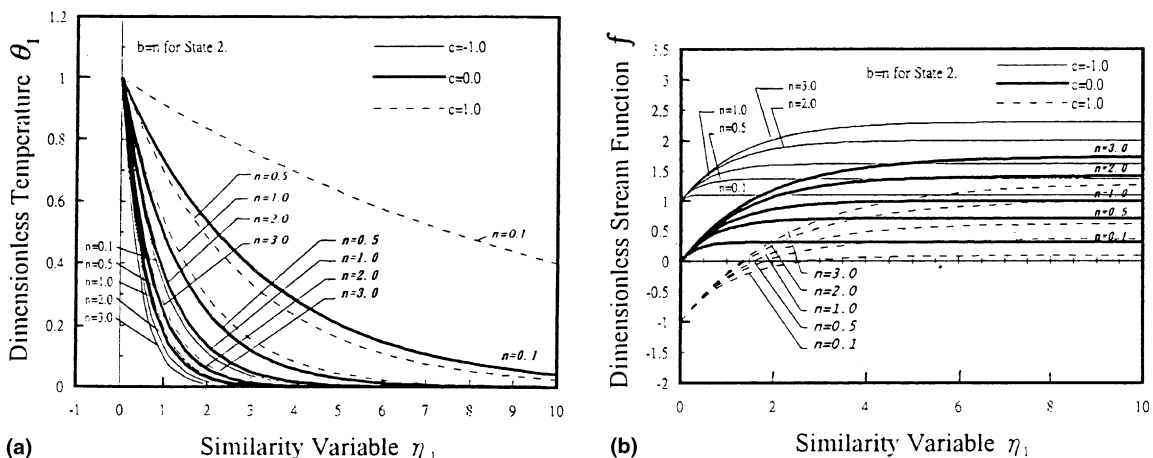 Dimensionless Temperature θ1
1.2
1
0.8
0.6
0.4
0.2
0
b=n for State 2.
c=-1.0
c=0.0
c=1.0
n=0.5
n=1.0
n=2.0
n=3.0
n=0.1
n=0.1
n=0.5
n=1.0
n=2.0
n=3.0
n=0.5
n=1.0
n=2.0
n=3.0
n=0.1
-1 0 1 2 3 4 5 6 7 8 9 10
(a) Similarity Variable η1
Dimensionless Stream Function f
3.5
3
2.5
2
1.5
1
0.5
0
-0.5
-1
-1.5
-2
b=n for State 2.
c=-1.0
c=0.0
c=1.0
n=3.0
n=2.0
n=1.0
n=0.5
n=0.1
n=3.0
n=2.0
n=1.0
n=0.5
n=0.1
n=3.0
n=2.0
n=1.0
n=0.5
n=0.1
0 2 4 6 8 10
(b) Similarity Variable η1